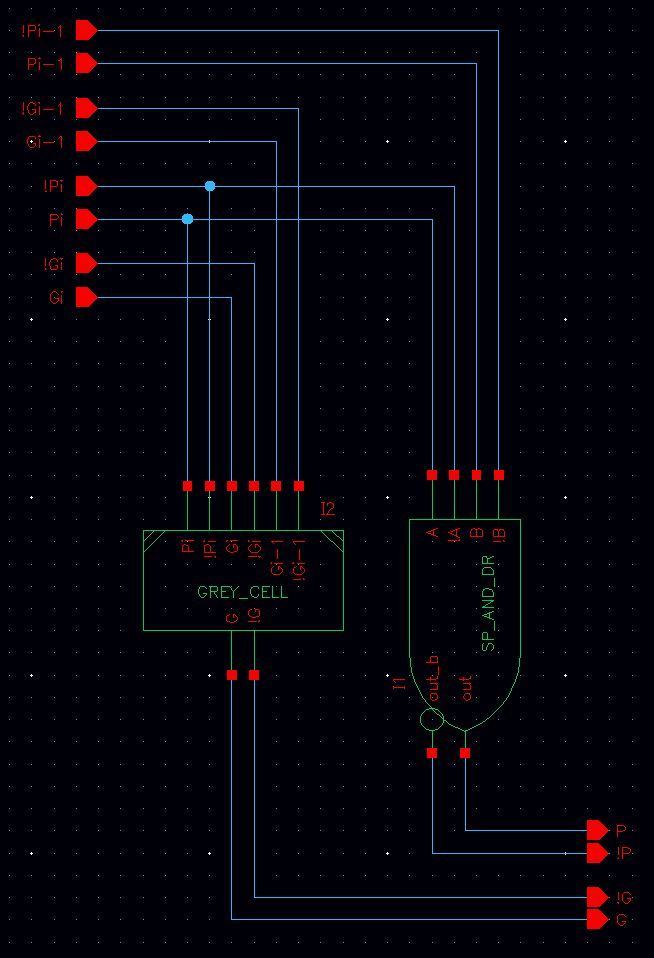 !Pi-1
Pi-1
!Gi-1
Gi-1
!Pi
Pi
!Gi
Gi
I2
Pi
!Pi
Gi
!Gi
Gi-1
!Gi-1
GREY_CELL
G
!G
A
!A
B
!B
SP_AND_DR
I1
out_b
out
P
!P
!G
G